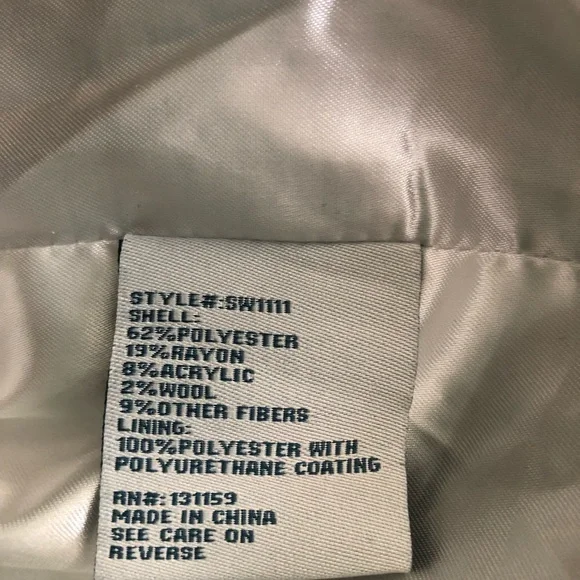 STYLE#:SW1111
SHELL:
62%POLYESTER
19%RAYON
8%ACRYLIC
2%WOOL
9%OTHER FIBERS
LINING:
100%POLYESTER WITH
POLYURETHANE COATING
RN#:131159
MADE IN CHINA
SEE CARE ON
REVERSE